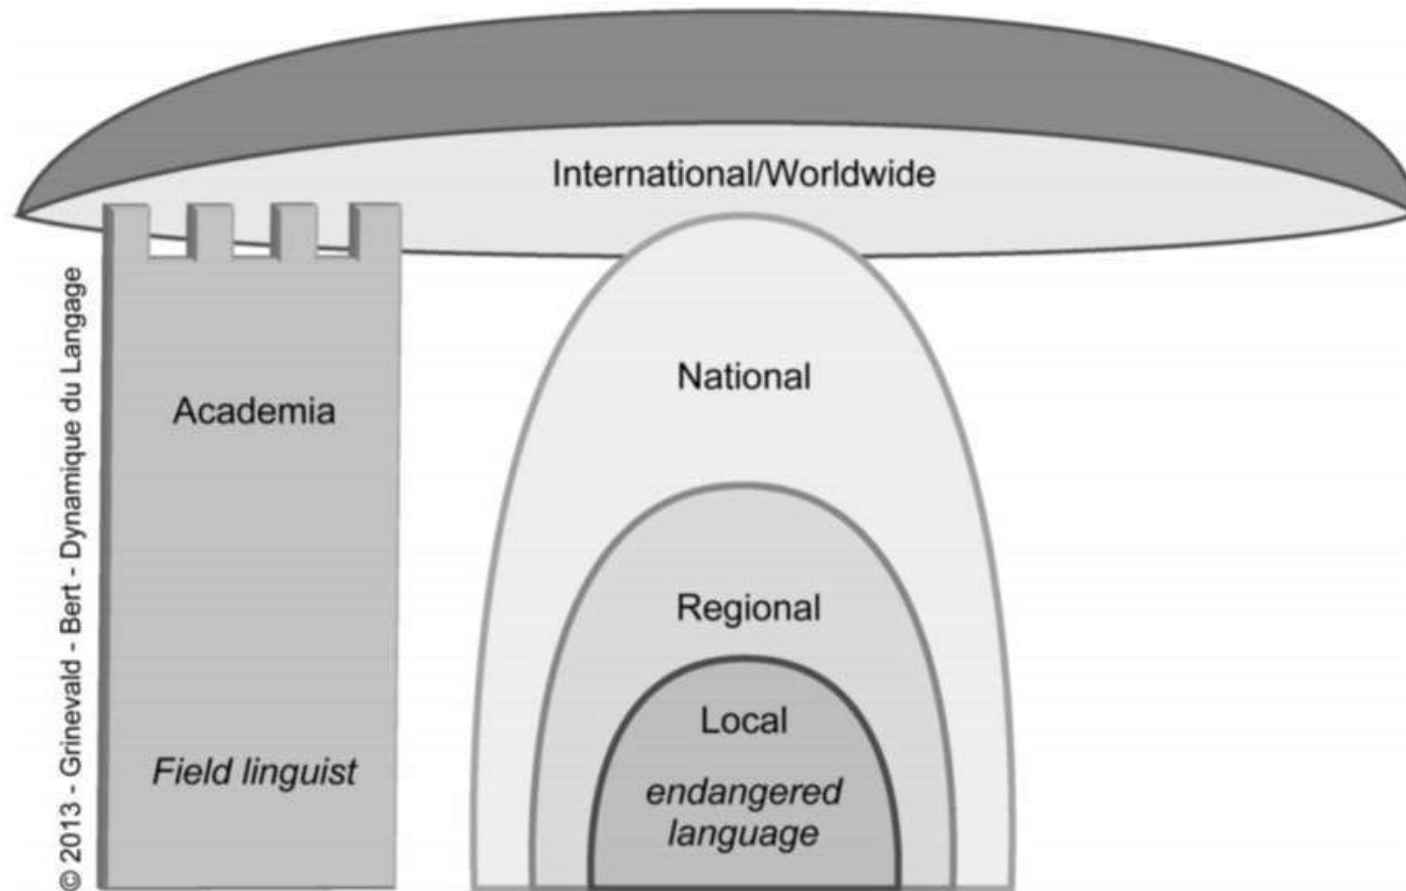 International/Worldwide
National
Academia
Regional
Local
Field linguist
endangered
language
© 2013 - Grinevald - Bert - Dynamique du Langage